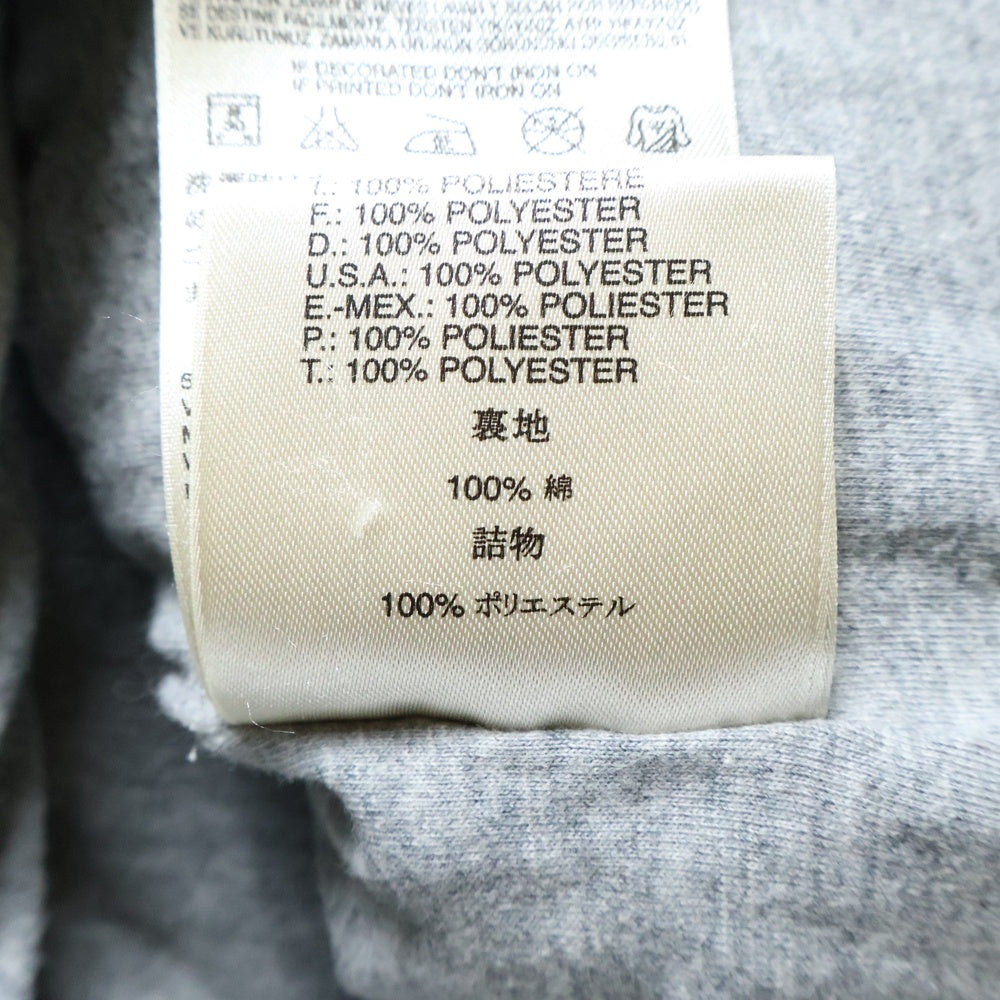 IF DECORATED DON'T IRON ON
IF PRINTED DON'T IRON ON
100% POLIESTERE
F.: 100% POLYESTER
D.: 100% POLYESTER
U.S.A.: 100% POLYESTER
E.-MEX.: 100% POLIESTER
P.: 100% POLIESTER
T.: 100% POLYESTER
裏地
100% 綿
詰物
100% ポリエステル